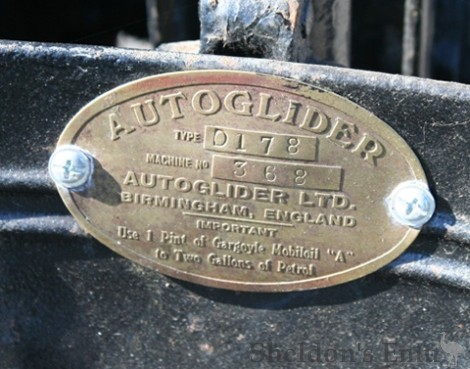 AUTOGLIDER
TYPE D178
MACHINE No 368
AUTOGLIDER LTD.
BIRMINGHAM, ENGLAND
IMPORTANT
Use 1 Pint of Gargoyle Mobiloil "A"
to Two Gallons of Petrol
Sheldon's Emu